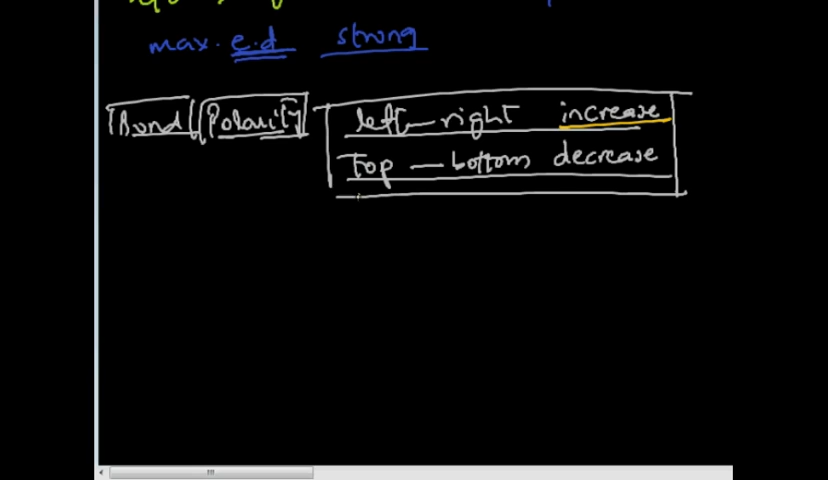 max. e.d strong
Bond Polarity left — right increase
Top — bottom decrease